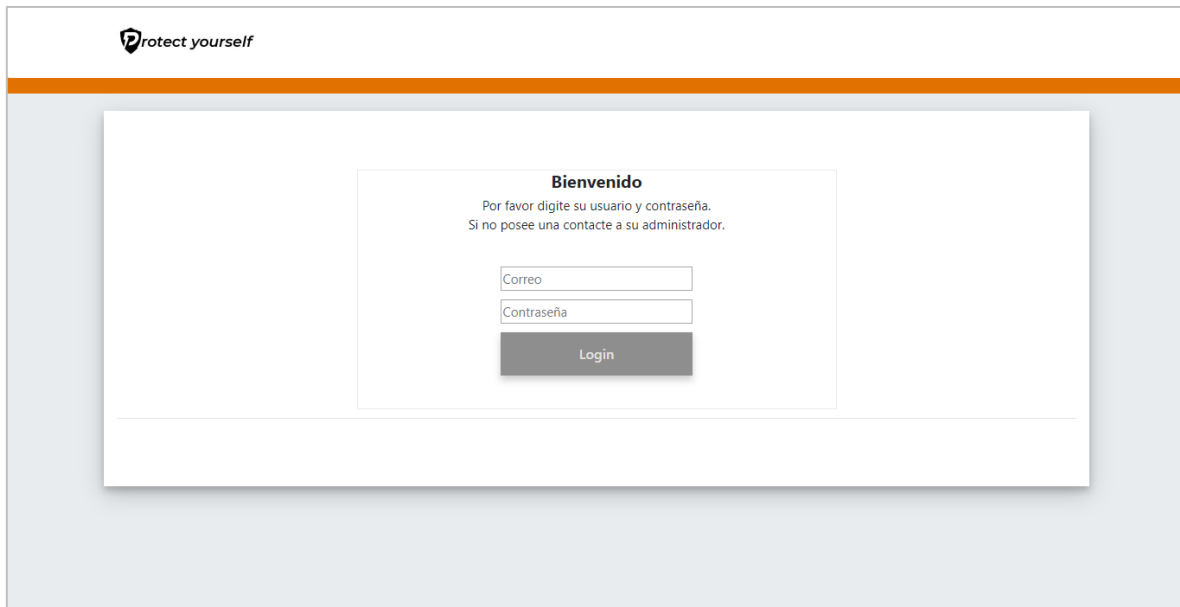 Protect yourself
Bienvenido
Por favor digite su usuario y contraseña.
Si no posee una contacte a su administrador.
Correo
Contraseña
Login